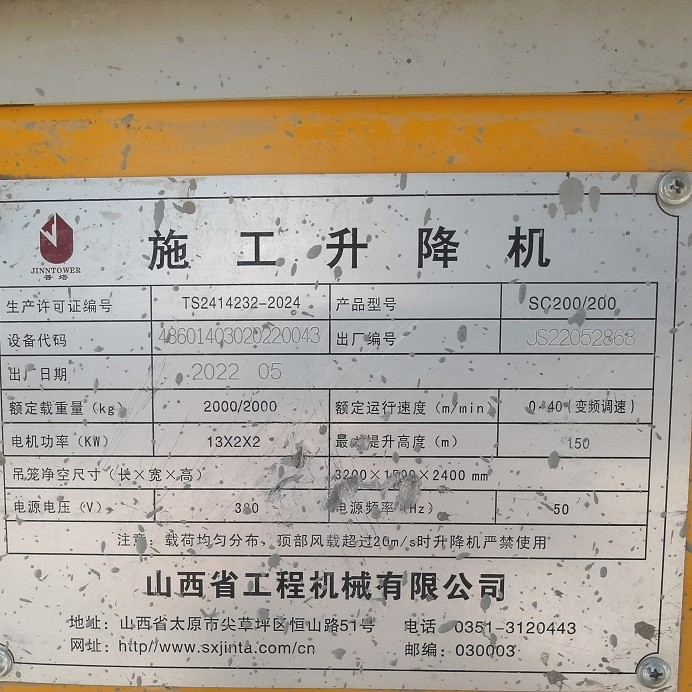 施工升降机
JINNTOWER
晋塔
生产许可证编号 TS2414232-2024 产品型号 SC200/200
设备代码 48601403020220043 出厂编号 JS22052868
出厂日期 2022 05
额定载重量(kg) 2000/2000 额定运行速度(m/min) 0-40(变频调速)
电机功率(KW) 13X2X2 最大提升高度(m) 150
吊笼净空尺寸(长×宽×高) 3200×1500×2400 mm
电源电压(V) 380 电源频率(Hz) 50
注意: 载荷均匀分布、顶部风载超过20m/s时升降机严禁使用
山西省工程机械有限公司
地址: 山西省太原市尖草坪区恒山路51号 电话 0351-3120443
网址: http//www.sxjinta.com/cn 邮编: 030003